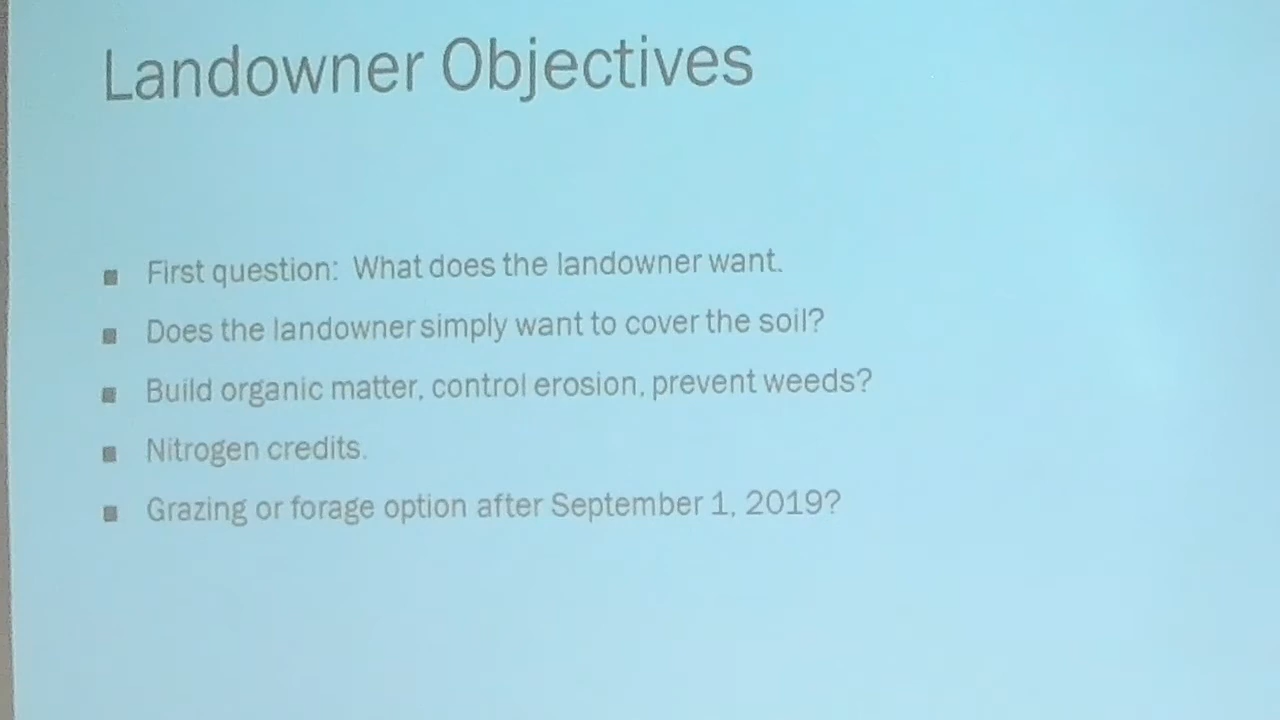 Landowner Objectives
First question: What does the landowner want.
Does the landowner simply want to cover the soil?
Build organic matter, control erosion, prevent weeds?
Nitrogen credits.
Grazing or forage option after September 1, 2019?